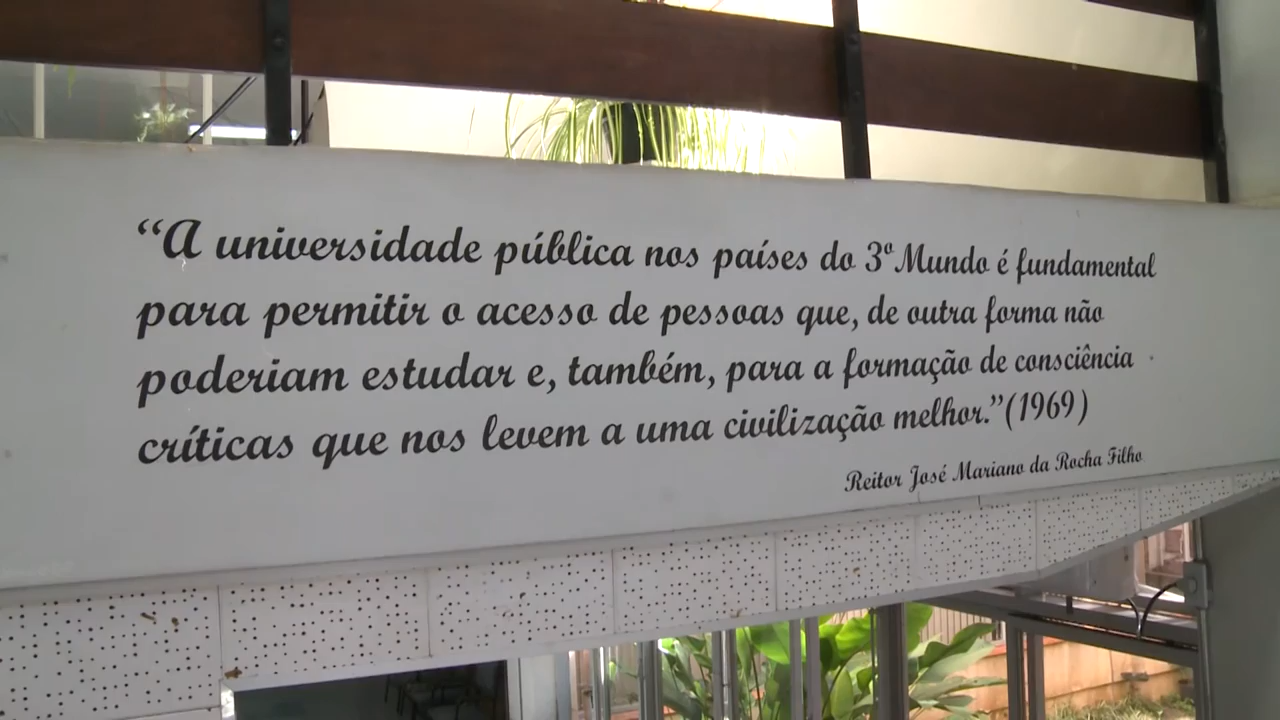 “A universidade pública nos países do 3º Mundo é fundamental
para permitir o acesso de pessoas que, de outra forma não
poderiam estudar e, também, para a formação de consciência
críticas que nos levem a uma civilização melhor.”(1969)
Reitor José Mariano da Rocha Filho